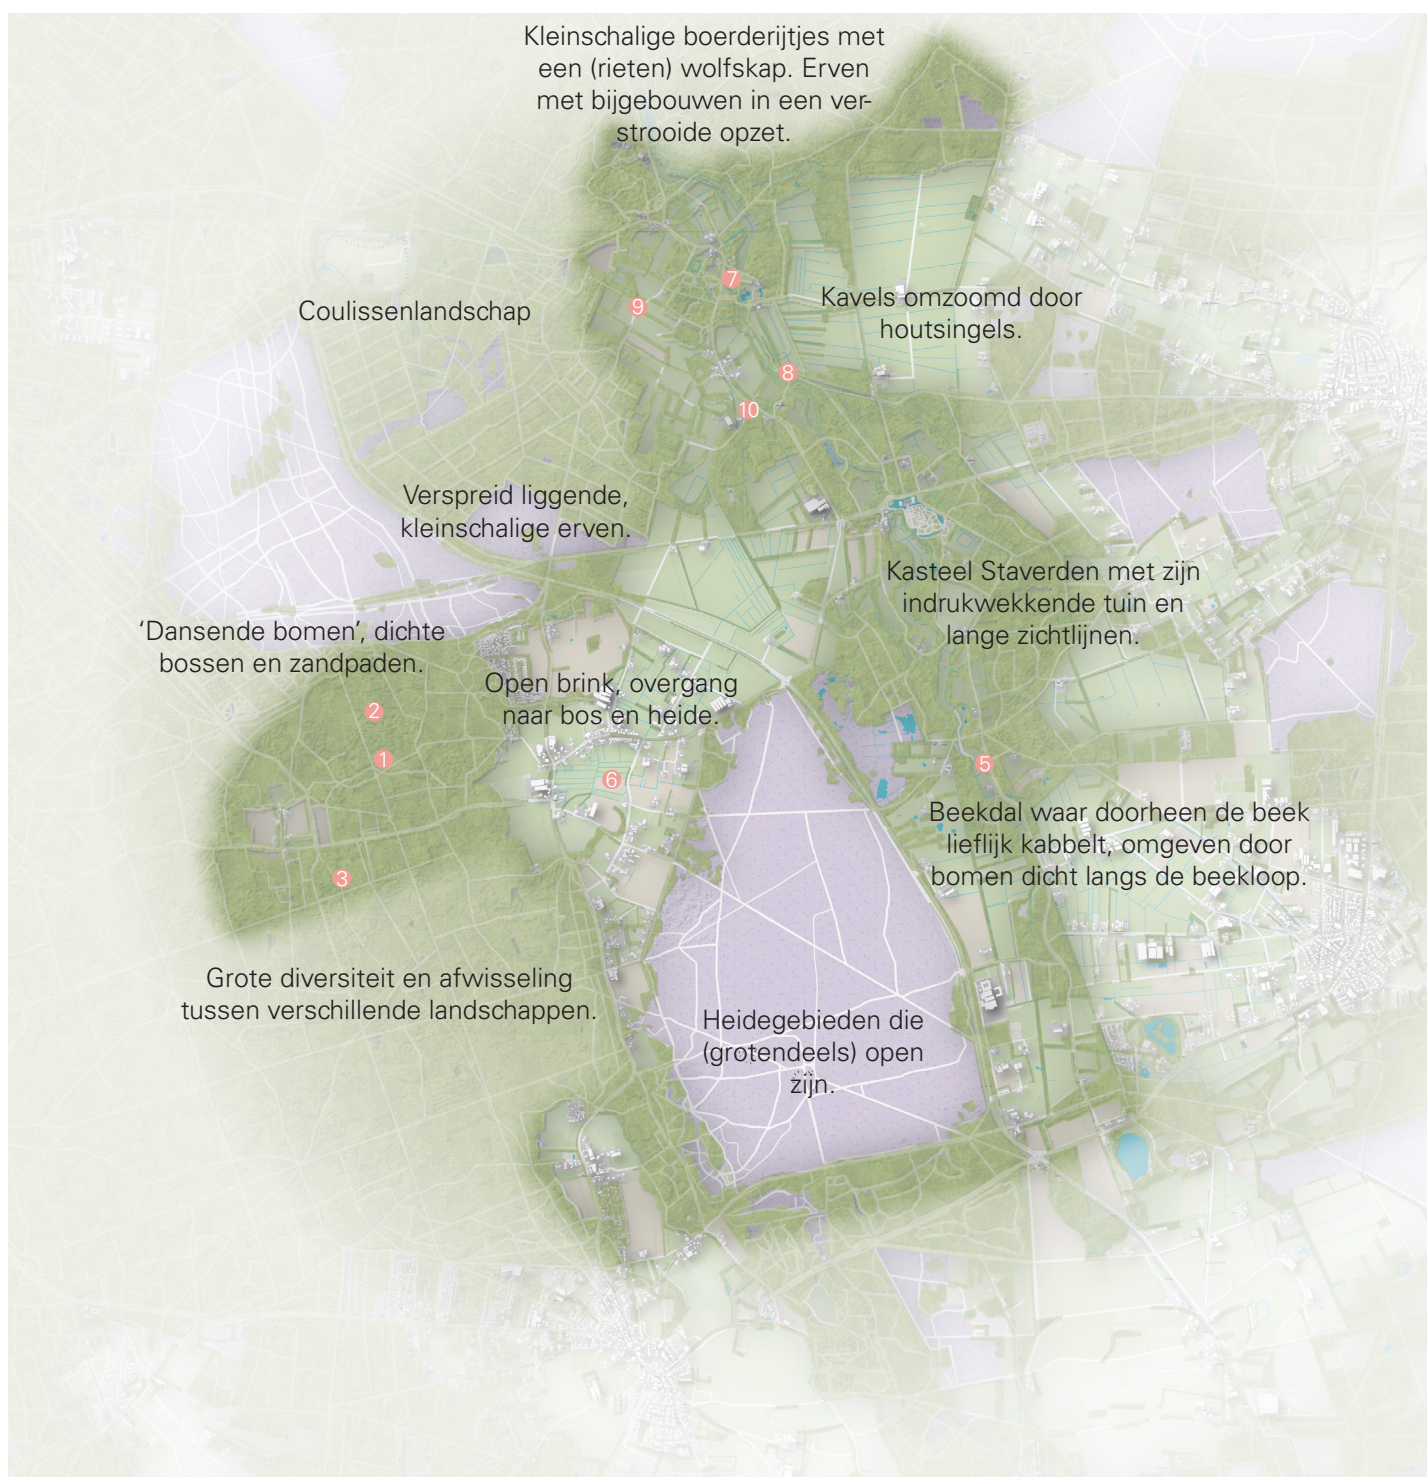 Kleinschalige boerderijtjes met
een (rieten) wolfskap. Erven
met bijgebouwen in een ver-
strooide opzet.
7
9
Coulissenlandschap
Kavels omzoomd door
houtsingels.
8
10
Verspreid liggende,
kleinschalige erven.
Kasteel Staverden met zijn
indrukwekkende tuin en
lange zichtlijnen.
'Dansende bomen', dichte
bossen en zandpaden.
Open brink, overgang
naar bos en heide.
2
1
5
6
Beekdal waar doorheen de beek
lieflijk kabbelt, omgeven door
bomen dicht langs de beekloop.
3
Grote diversiteit en afwisseling
tussen verschillende landschappen.
Heidegebieden die
(grotendeels) open
zijn.